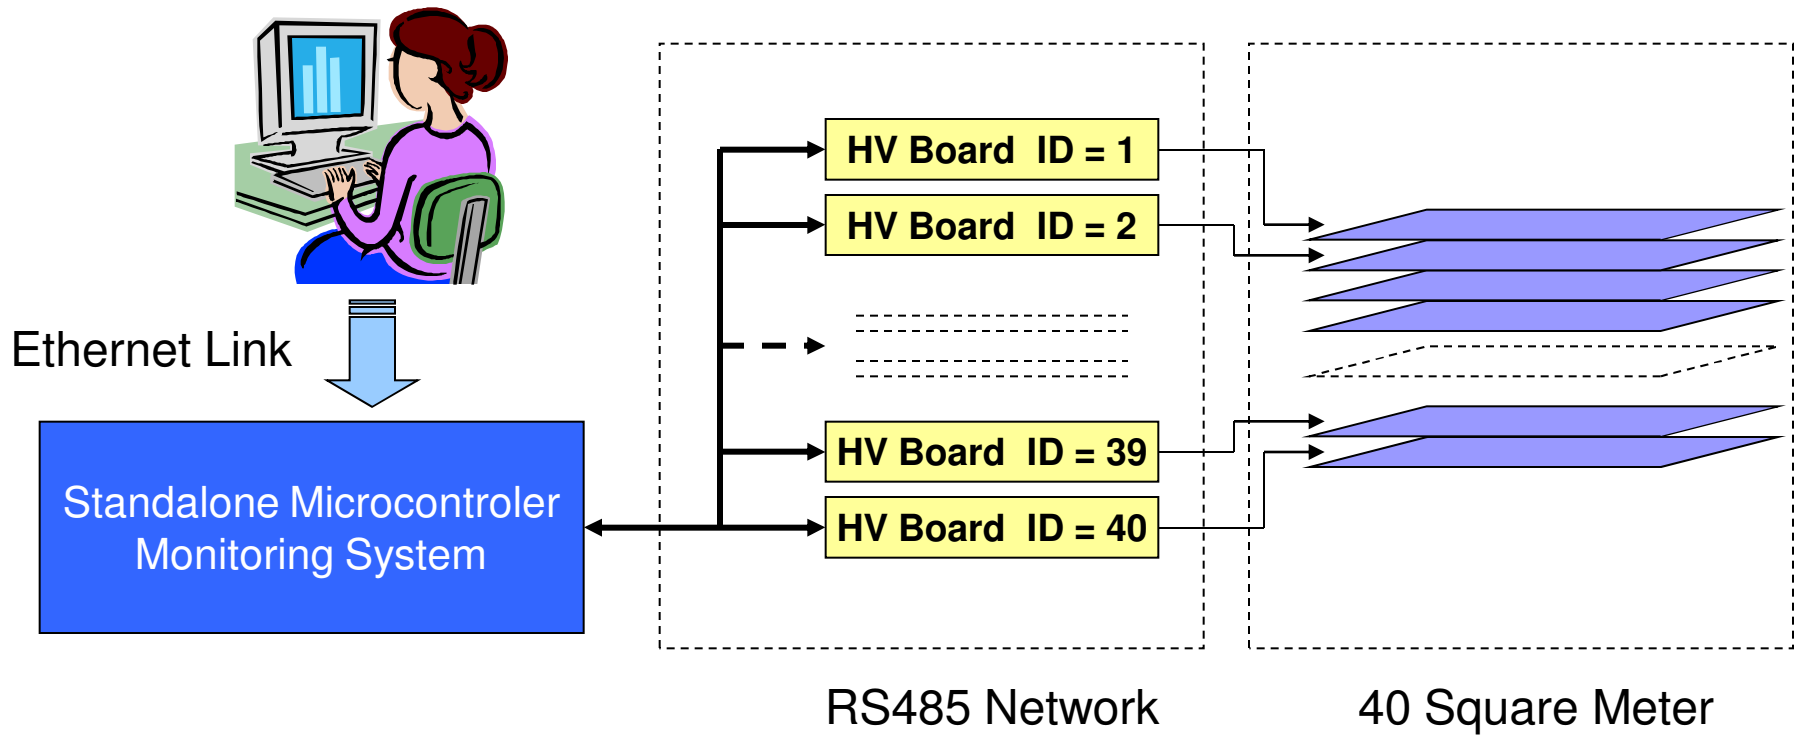 Ethernet Link
Standalone Microcontroler
Monitoring System
HV Board ID = 1
HV Board ID = 2
HV Board ID = 39
HV Board ID = 40
RS485 Network
40 Square Meter